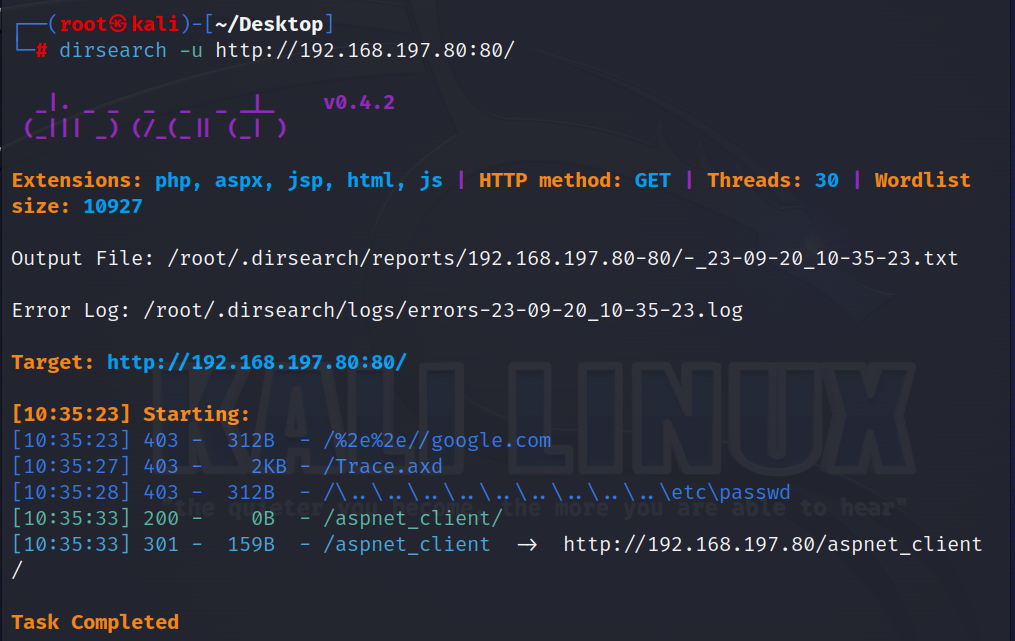 ┌──(root㉿kali)-[~/Desktop]
└─# dirsearch -u http://192.168.197.80:80/
  _|. _ _  _  _  _ _|_    v0.4.2
 (_||| _) (/_(_|| (_| )
Extensions: php, aspx, jsp, html, js | HTTP method: GET | Threads: 30 | Wordlist
size: 10927
Output File: /root/.dirsearch/reports/192.168.197.80-80/-_23-09-20_10-35-23.txt
Error Log: /root/.dirsearch/logs/errors-23-09-20_10-35-23.log
Target: http://192.168.197.80:80/
KALI LINUX
[10:35:23] Starting:
[10:35:23] 403 -  312B  - /%2e%2e//google.com
[10:35:27] 403 -    2KB - /Trace.axd
[10:35:28] 403 -  312B  - /\..\..\..\..\..\..\..\..\..\etc\passwd
"the quieter you become, the more you are able to hear"
[10:35:33] 200 -    0B  - /aspnet_client/
[10:35:33] 301 -  159B  - /aspnet_client  →  http://192.168.197.80/aspnet_client
/
Task Completed